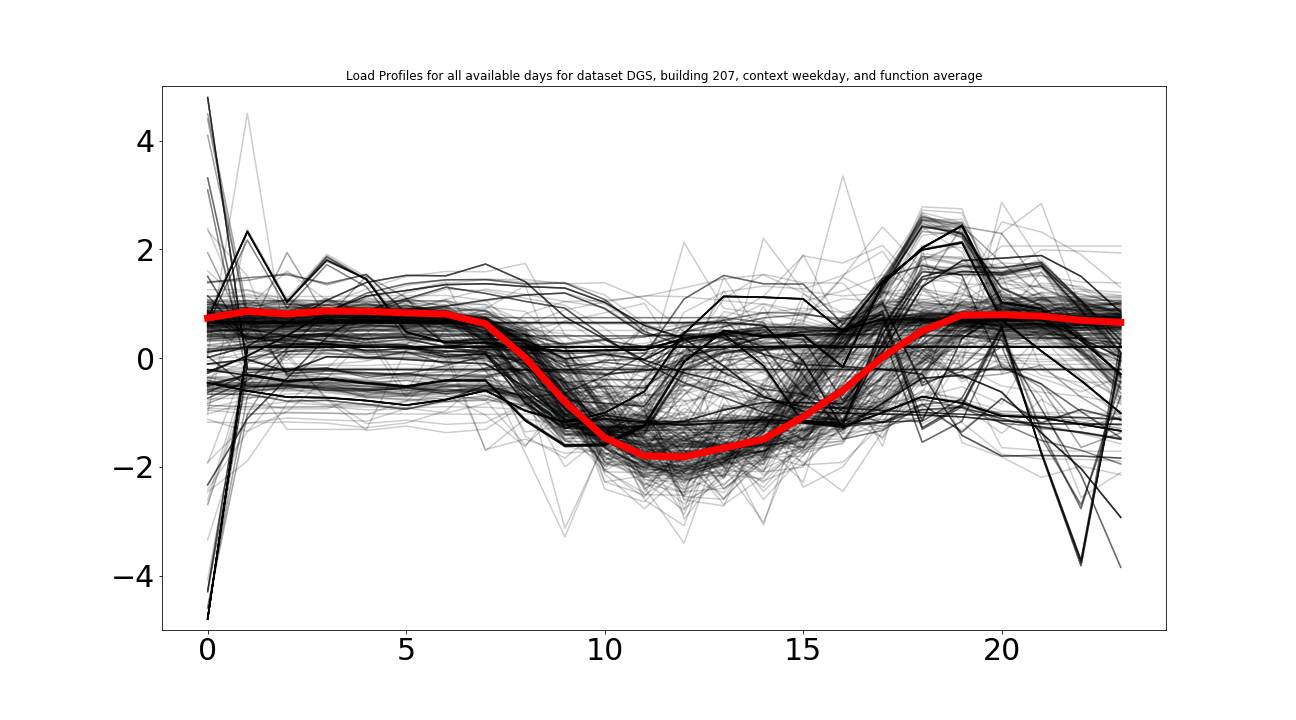 Load Profiles for all available days for dataset DGS, building 207, context weekday, and function average
4
2
0
−2
−4
0 5 10 15 20